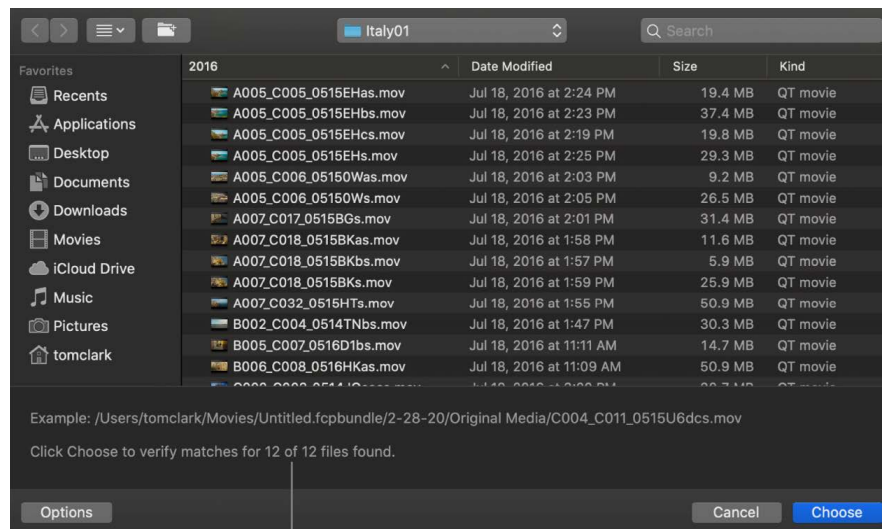 Italy01
Search
Favorites
Recents
Applications
Desktop
Documents
Downloads
Movies
iCloud Drive
Music
Pictures
tomclark
2016 Date Modified Size Kind
A005_C005_0515EHas.mov Jul 18, 2016 at 2:24 PM 19.4 MB QT movie
A005_C005_0515EHbs.mov Jul 18, 2016 at 2:23 PM 37.4 MB QT movie
A005_C005_0515EHcs.mov Jul 18, 2016 at 2:19 PM 19.8 MB QT movie
A005_C005_0515EHs.mov Jul 18, 2016 at 2:25 PM 29.3 MB QT movie
A005_C006_05150Was.mov Jul 18, 2016 at 2:03 PM 9.2 MB QT movie
A005_C006_05150Ws.mov Jul 18, 2016 at 2:05 PM 26.5 MB QT movie
A007_C017_0515BGs.mov Jul 18, 2016 at 2:01 PM 31.4 MB QT movie
A007_C018_0515BKas.mov Jul 18, 2016 at 1:58 PM 11.6 MB QT movie
A007_C018_0515BKbs.mov Jul 18, 2016 at 1:57 PM 5.9 MB QT movie
A007_C018_0515BKs.mov Jul 18, 2016 at 1:59 PM 25.9 MB QT movie
A007_C032_0515HTs.mov Jul 18, 2016 at 1:55 PM 50.9 MB QT movie
B002_C004_0514TNbs.mov Jul 18, 2016 at 1:47 PM 30.3 MB QT movie
B005_C007_0516D1bs.mov Jul 18, 2016 at 11:11 AM 14.7 MB QT movie
B006_C008_0516HKas.mov Jul 18, 2016 at 11:09 AM 50.9 MB QT movie
Example: /Users/tomclark/Movies/Untitled.fcpbundle/2-28-20/Original Media/C004_C011_0515U6dcs.mov
Click Choose to verify matches for 12 of 12 files found.
Options Cancel Choose